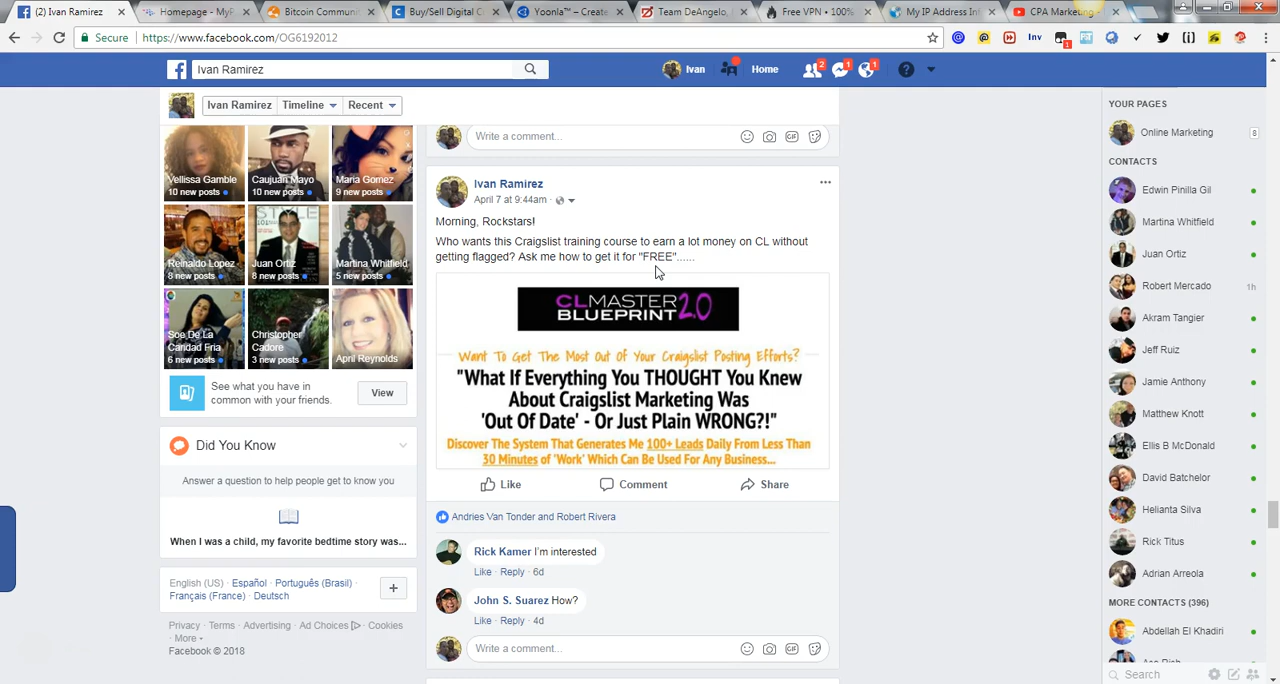 (2) Ivan Ramirez
Homepage - MyP
Bitcoin Commun
Buy/Sell Digital C
Yoonla™ – Create
Team DeAngelo,
Free VPN • 100%
My IP Address In
CPA Marketing -
Secure
https://www.facebook.com/OG6192012
Inv
1
Ivan Ramirez
Ivan
Home
2
1
1
Ivan Ramirez
Timeline
Recent
Vellissa Gamble
10 new posts
Caujuan Mayo
10 new posts
Maria Gomez
9 new posts
Reinaldo Lopez
8 new posts
Juan Ortiz
8 new posts
Martina Whitfield
5 new posts
Soe De La
Caridad Fria
6 new posts
Christopher
Cadore
3 new posts
April Reynolds
See what you have in
common with your friends.
View
Did You Know
Answer a question to help people get to know you
When I was a child, my favorite bedtime story was...
English (US) · Español · Português (Brasil) ·
Français (France) · Deutsch
Privacy · Terms · Advertising · Ad Choices · Cookies
· More
Facebook © 2018
Write a comment...
Ivan Ramirez
April 7 at 9:44am ·
Morning, Rockstars!
Who wants this Craigslist training course to earn a lot money on CL without
getting flagged? Ask me how to get it for "FREE"......
CLMASTER
BLUEPRINT 2.0
Want To Get The Most Out Of Your Craigslist Posting Efforts?
"What If Everything You THOUGHT You Knew
About Craigslist Marketing Was
'Out Of Date' - Or Just Plain WRONG?!"
Discover The System That Generates Me 100+ Leads Daily From Less Than
30 Minutes of 'Work' Which Can Be Used For Any Business...
Like
Comment
Share
Andries Van Tonder and Robert Rivera
Rick Kamer I'm interested
Like · Reply · 6d
John S. Suarez How?
Like · Reply · 4d
Write a comment...
YOUR PAGES
Online Marketing
8
CONTACTS
Edwin Pinilla Gil
Martina Whitfield
Juan Ortiz
Robert Mercado
1h
Akram Tangier
Jeff Ruiz
Jamie Anthony
Matthew Knott
Ellis B McDonald
David Batchelor
Helianta Silva
Rick Titus
Adrian Arreola
MORE CONTACTS (396)
Abdellah El Khadiri
Search